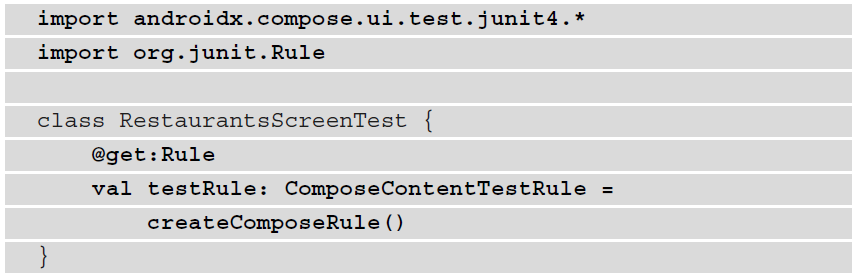 import androidx.compose.ui.test.junit4.*
import org.junit.Rule
class RestaurantsScreenTest {
@get:Rule
val testRule: ComposeContentTestRule =
createComposeRule()
}